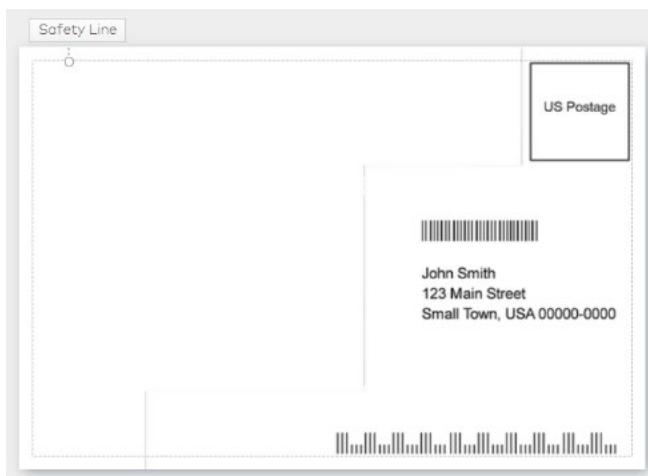 Safety Line
US Postage
John Smith
123 Main Street
Small Town, USA 00000-0000